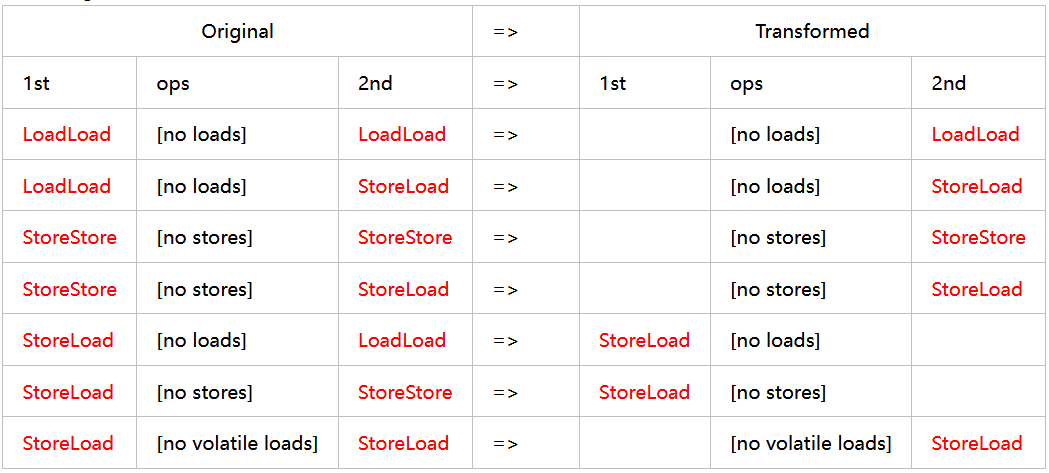 Original => Transformed
1st ops 2nd => 1st ops 2nd
LoadLoad [no loads] LoadLoad => [no loads] LoadLoad
LoadLoad [no loads] StoreLoad => [no loads] StoreLoad
StoreStore [no stores] StoreStore => [no stores] StoreStore
StoreStore [no stores] StoreLoad => [no stores] StoreLoad
StoreLoad [no loads] LoadLoad => StoreLoad [no loads]
StoreLoad [no stores] StoreStore => StoreLoad [no stores]
StoreLoad [no volatile loads] StoreLoad => [no volatile loads] StoreLoad